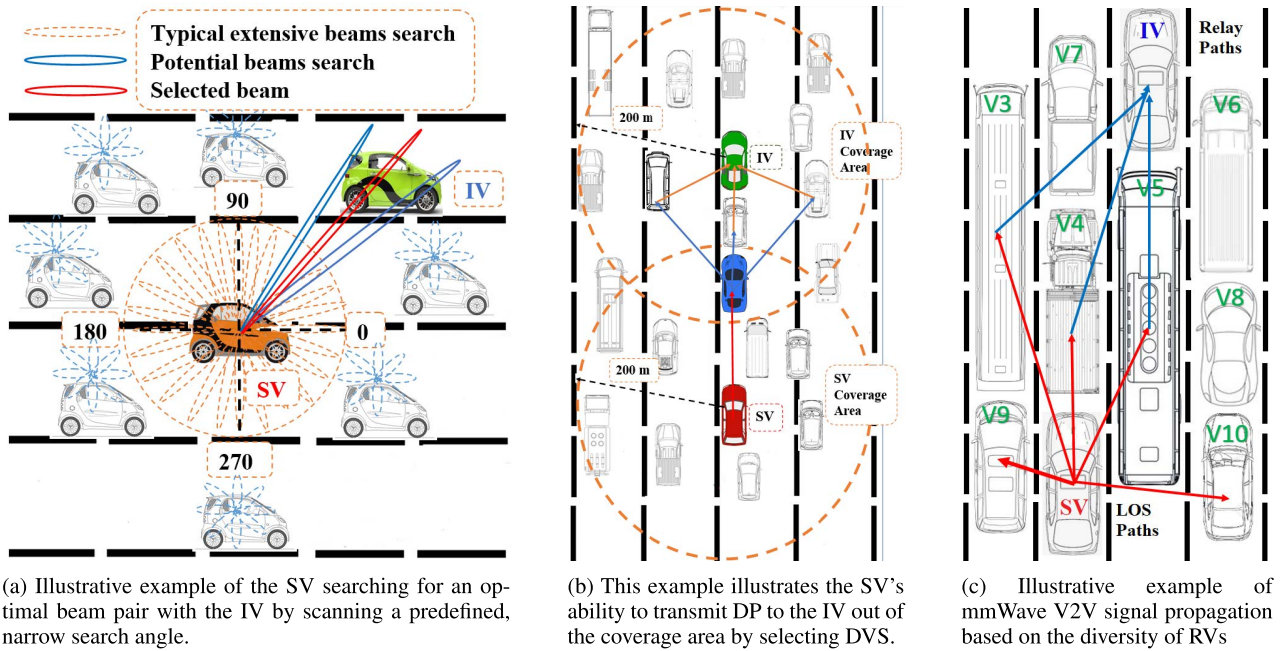 Typical extensive beams search
Potential beams search
Selected beam
IV
90
180
0
SV
270
(a) Illustrative example of the SV searching for an op-
timal beam pair with the IV by scanning a predefined,
narrow search angle.
200 m
IV
IV
Coverage
Area
200 m
SV
SV
Coverage
Area
(b) This example illustrates the SV's
ability to transmit DP to the IV out of
the coverage area by selecting DVS.
IV
Relay
Paths
V7
V3
V6
V5
V4
V8
V9
V10
SV
LOS
Paths
(c) Illustrative example of
mmWave V2V signal propagation
based on the diversity of RVs